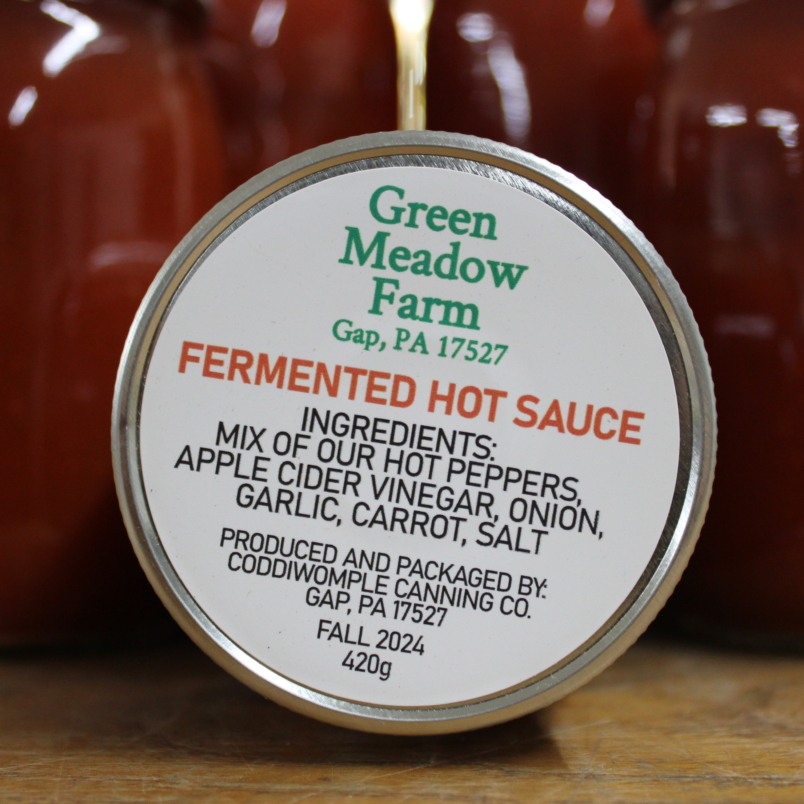 Green
Meadow
Farm
Gap, PA 17527
FERMENTED HOT SAUCE
INGREDIENTS:
MIX OF OUR HOT PEPPERS,
APPLE CIDER VINEGAR, ONION,
GARLIC, CARROT, SALT
PRODUCED AND PACKAGED BY:
CODDIWOMPLE CANNING CO.
GAP, PA 17527
FALL 2024
420g